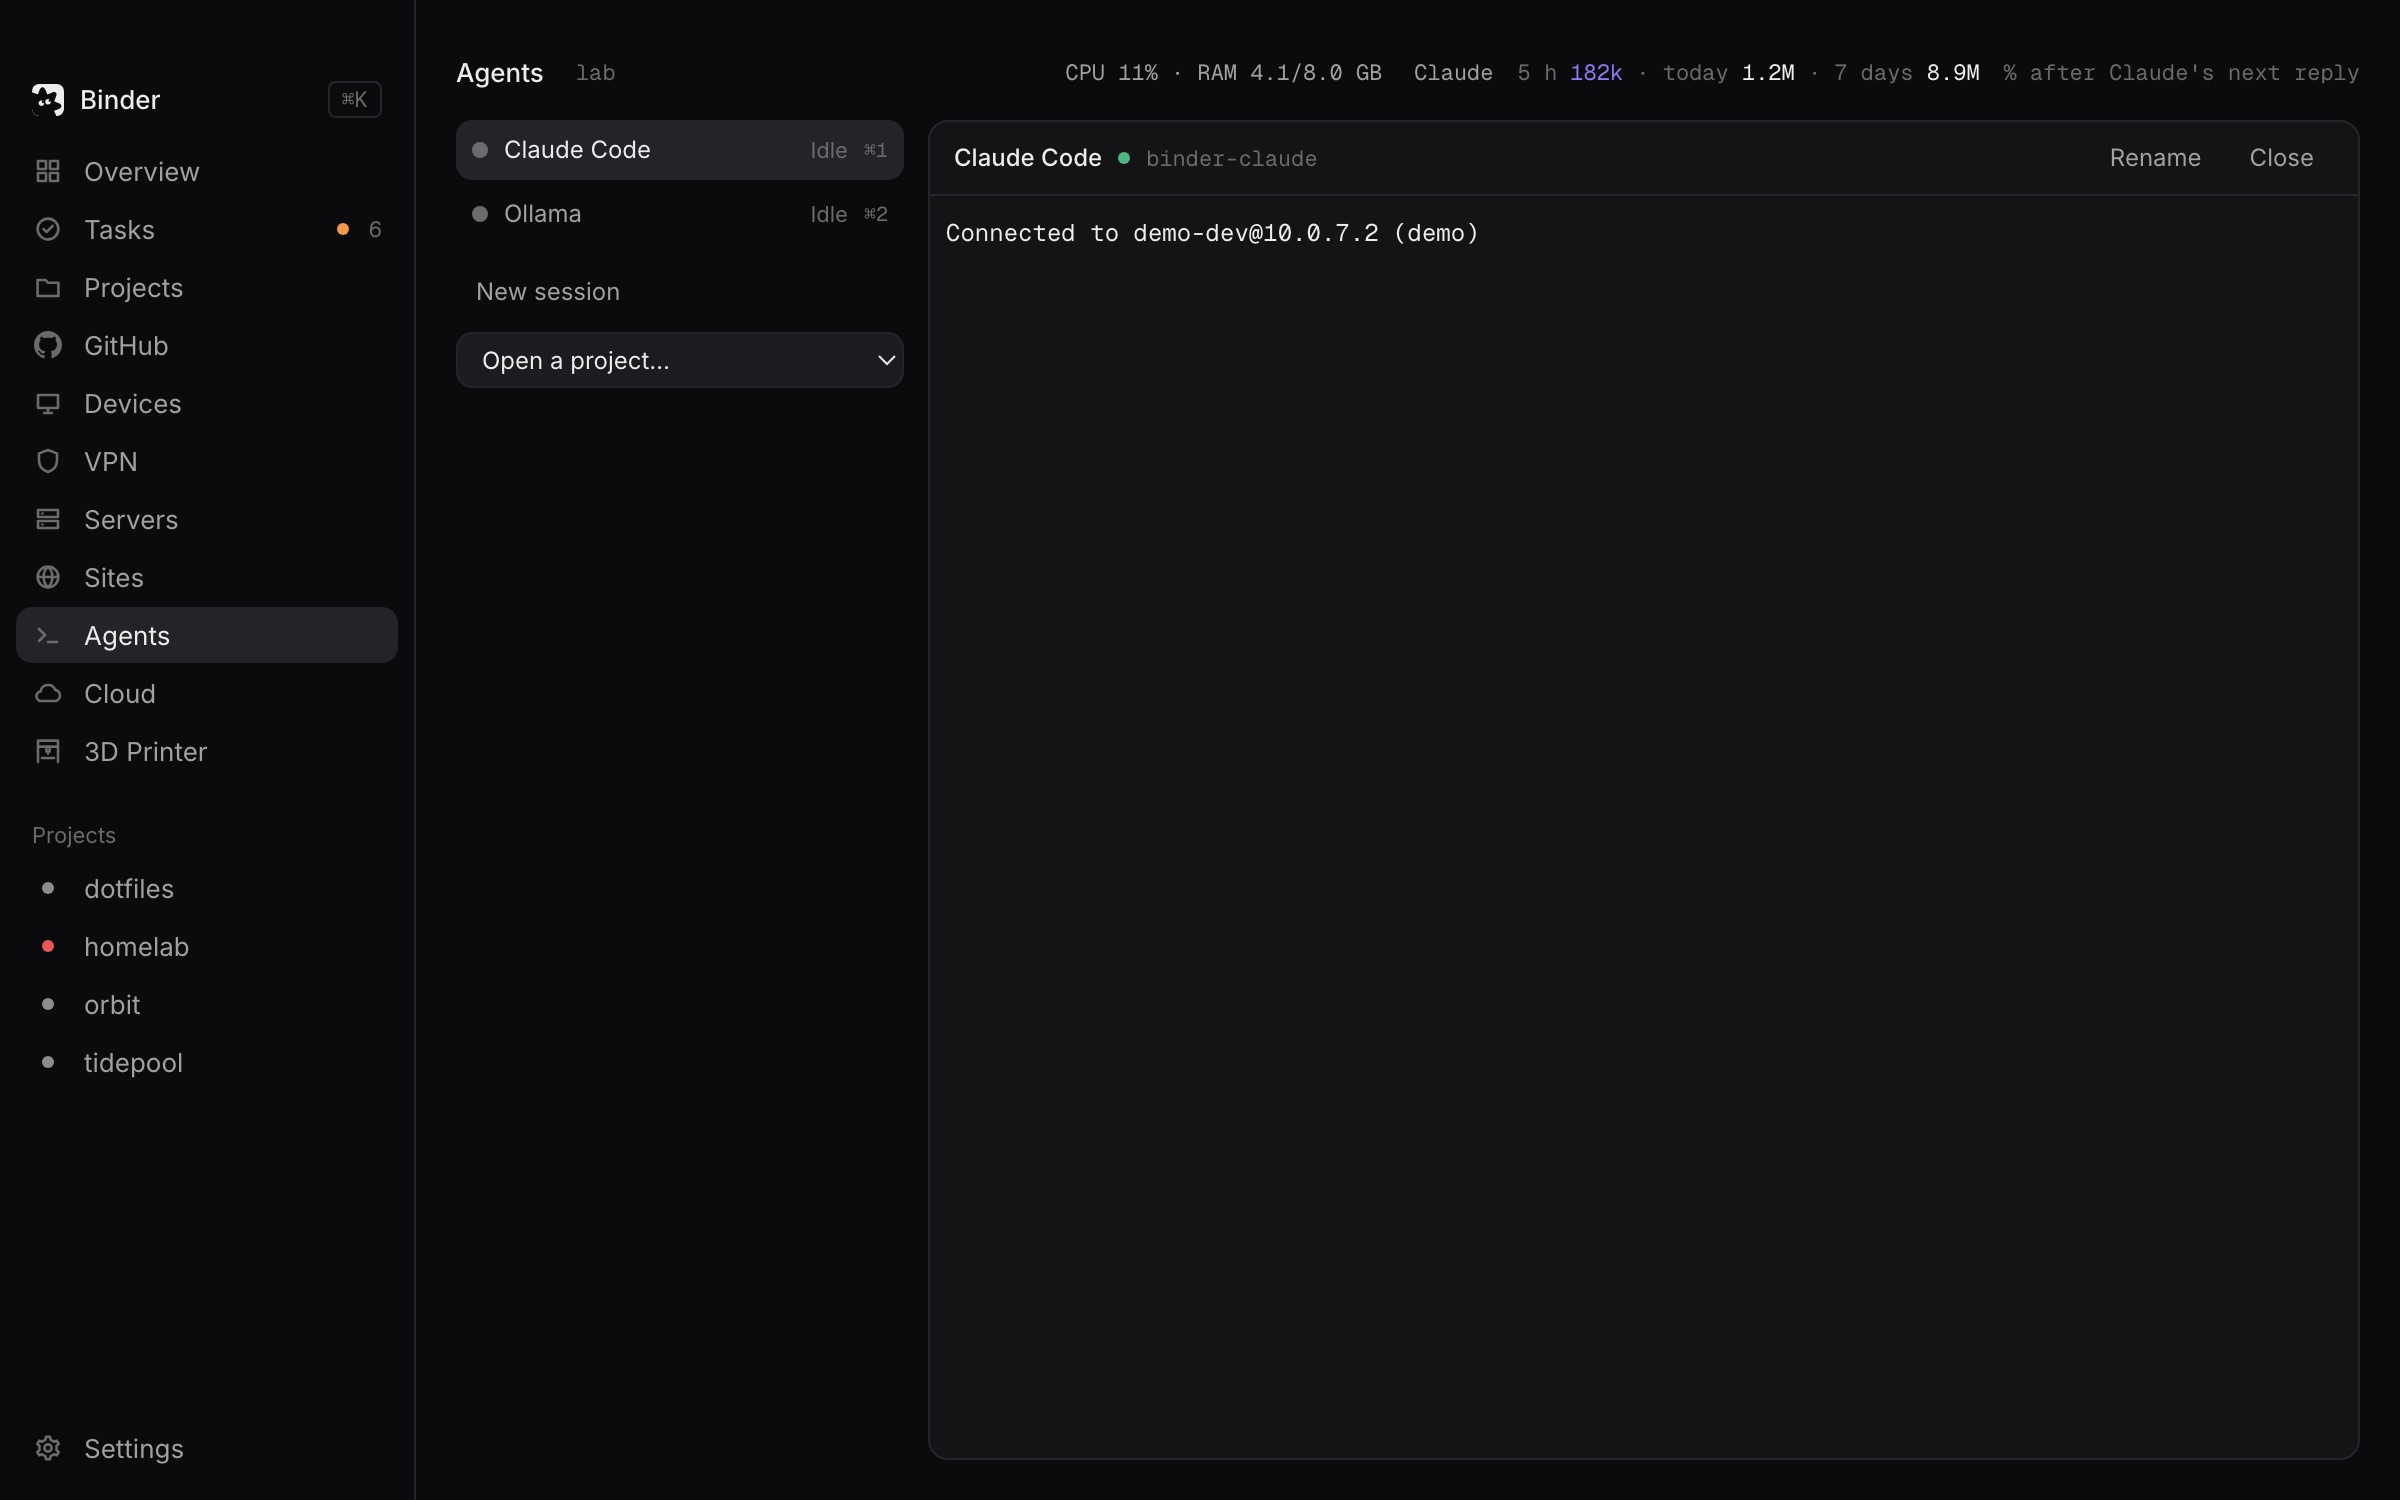 Binder ⌘K
Overview
Tasks 6
Projects
GitHub
Devices
VPN
Servers
Sites
Agents
Cloud
3D Printer
Projects
dotfiles
homelab
orbit
tidepool
Settings
Agents lab
CPU 11% · RAM 4.1/8.0 GB Claude 5 h 182k · today 1.2M · 7 days 8.9M % after Claude's next reply
Claude Code Idle ⌘1
Ollama Idle ⌘2
New session
Open a project...
Claude Code binder-claude Rename Close
Connected to demo-dev@10.0.7.2 (demo)